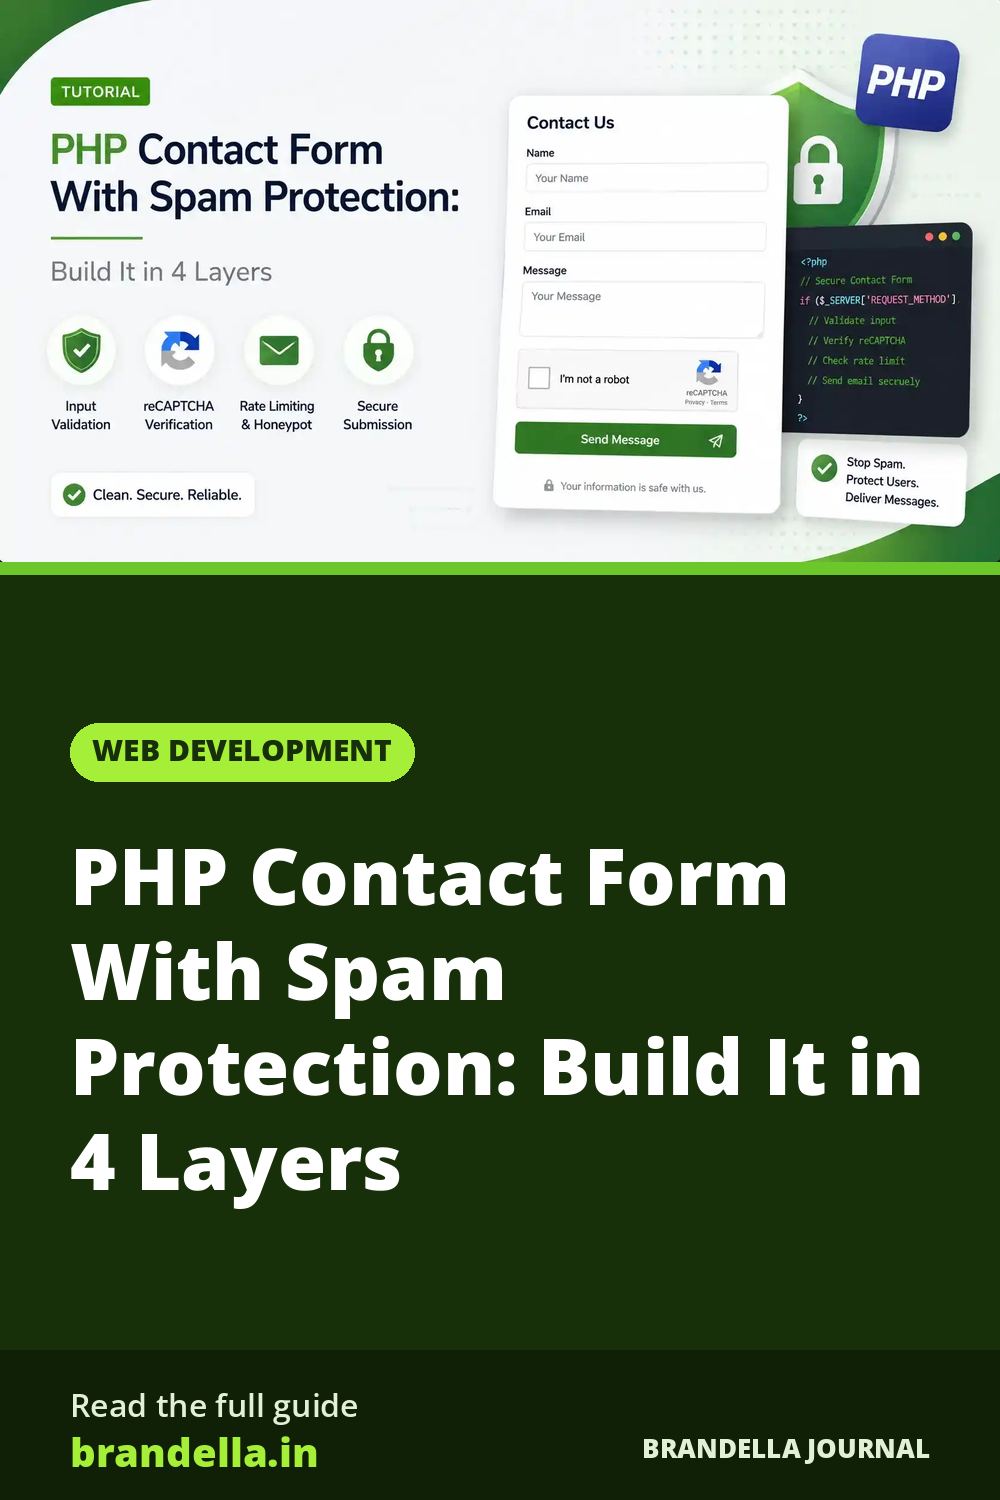 TUTORIAL
PHP Contact Form
With Spam Protection:
Build It in 4 Layers
Input
Validation
reCAPTCHA
Verification
Rate Limiting
& Honeypot
Secure
Submission
Clean. Secure. Reliable.
Contact Us
Name
Your Name
Email
Your Email
Message
Your Message
I'm not a robot
reCAPTCHA
Privacy - Terms
Send Message
Your information is safe with us.
PHP
<?php
// Secure Contact Form
if ($_SERVER['REQUEST_METHOD']
// Validate input
// Verify reCAPTCHA
// Check rate limit
// Send email secruely
}
?>
Stop Spam.
Protect Users.
Deliver Messages.
WEB DEVELOPMENT
PHP Contact Form
With Spam
Protection: Build It in
4 Layers
Read the full guide
brandella.in
BRANDELLA JOURNAL